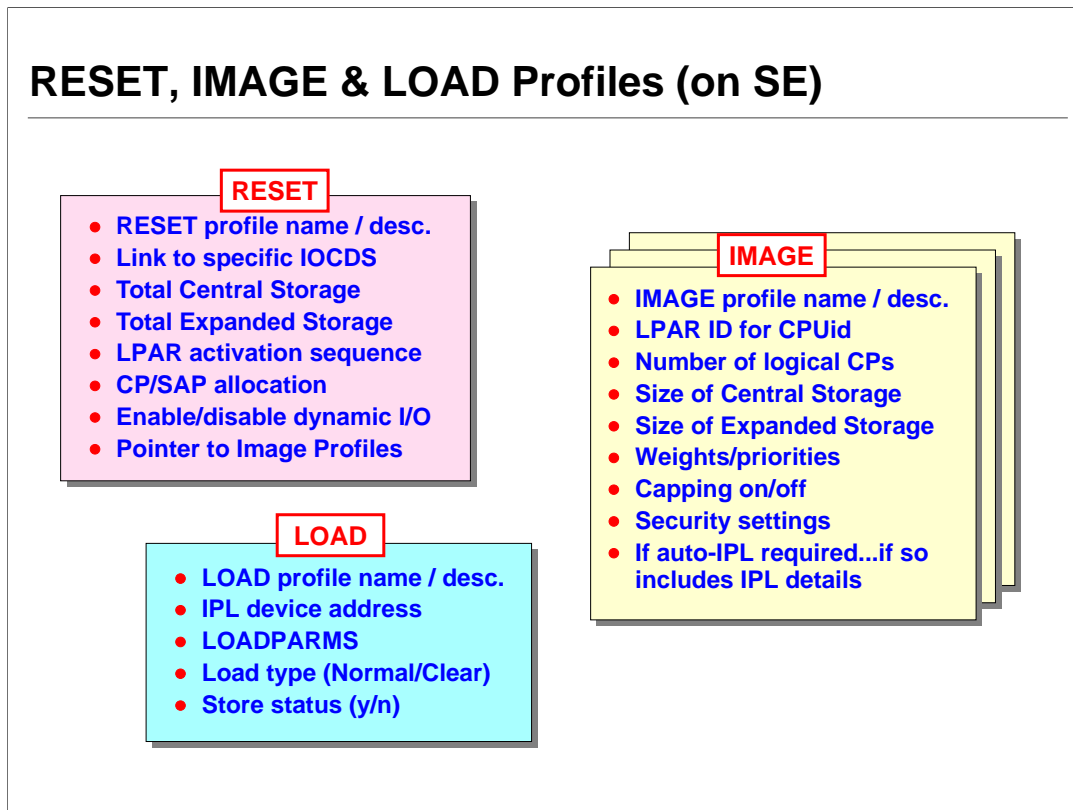 RESET, IMAGE & LOAD Profiles (on SE)
RESET
• RESET profile name / desc.
• Link to specific IOCDS
• Total Central Storage
• Total Expanded Storage
• LPAR activation sequence
• CP/SAP allocation
• Enable/disable dynamic I/O
• Pointer to Image Profiles
LOAD
• LOAD profile name / desc.
• IPL device address
• LOADPARMS
• Load type (Normal/Clear)
• Store status (y/n)
IMAGE
• IMAGE profile name / desc.
• LPAR ID for CPUid
• Number of logical CPs
• Size of Central Storage
• Size of Expanded Storage
• Weights/priorities
• Capping on/off
• Security settings
• If auto-IPL required...if so
includes IPL details